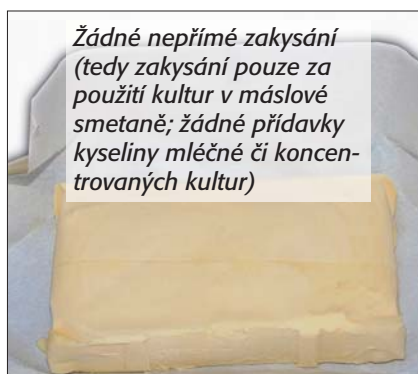 Žádné nepřímé zakysání
(tedy zakysání pouze za
použití kultur v máslové
smetaně; žádné přídavky
kyseliny mléčné či koncen-
trovaných kultur)